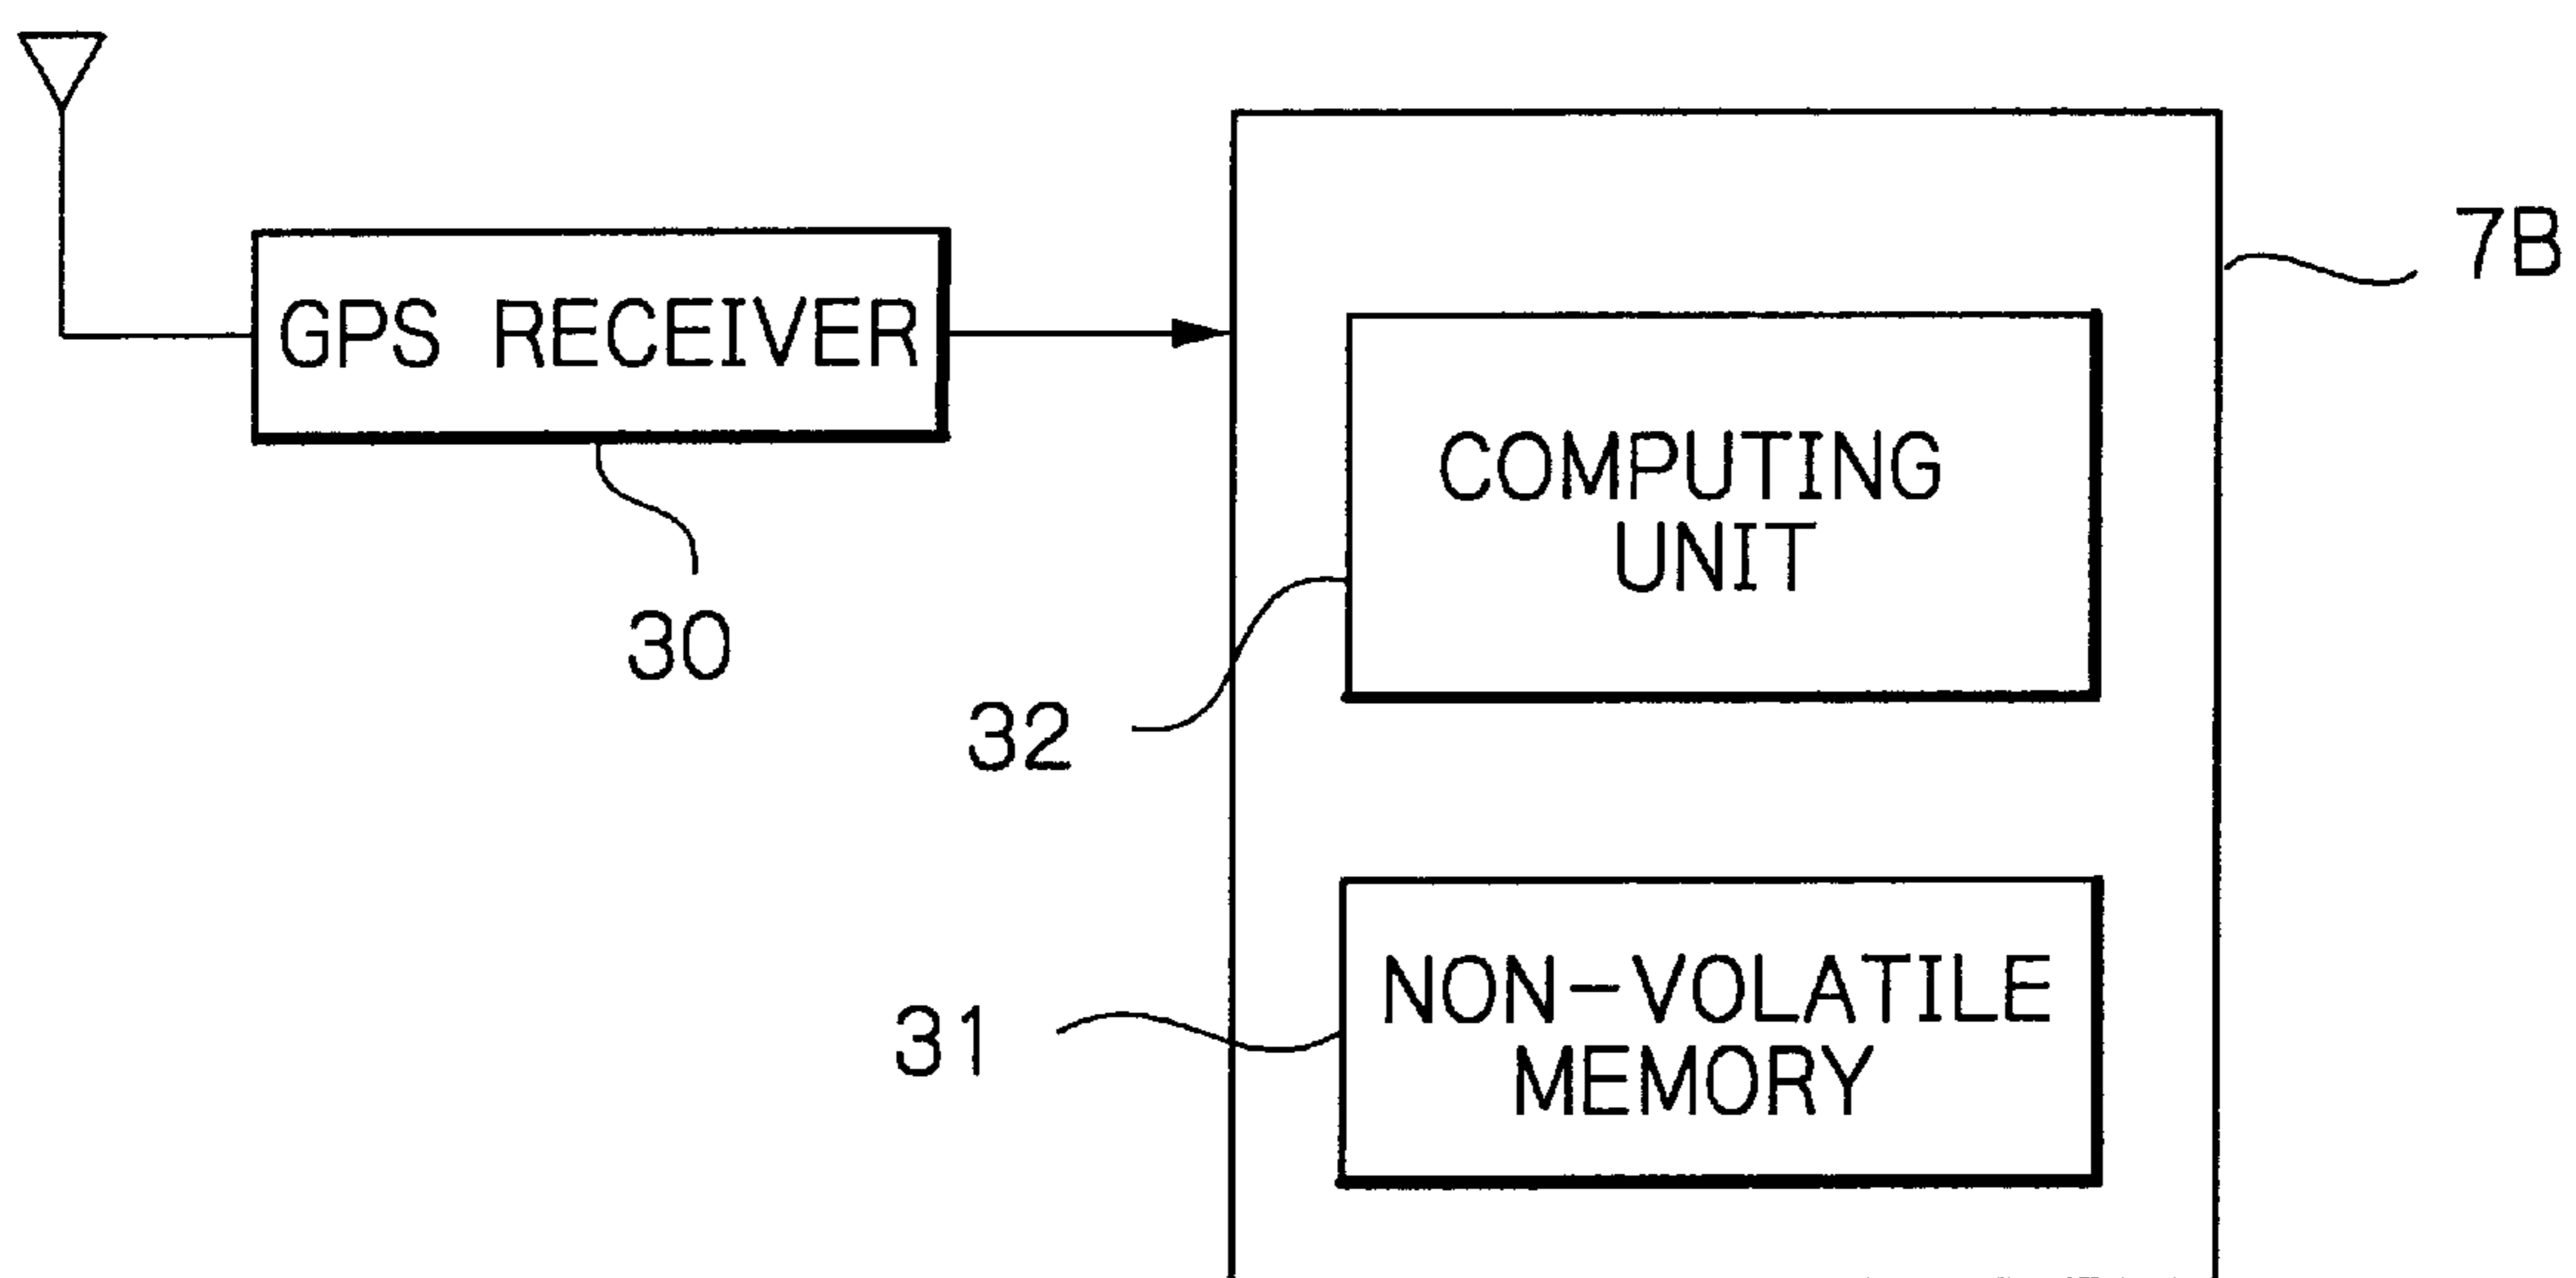 7B
GPS RECEIVER
30
COMPUTING
UNIT
32
NON-VOLATILE
MEMORY
31